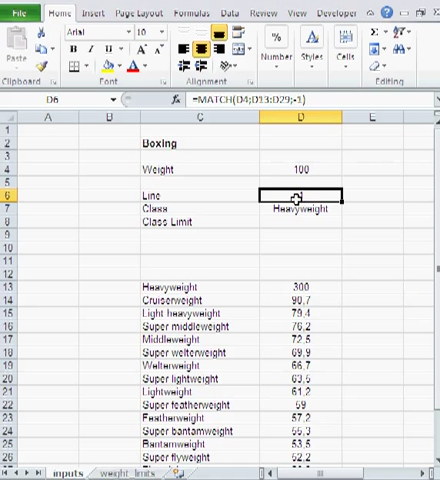 File Home Insert Page Layout Formulas Data Review View Developer
Paste
Arial 10
B I U A A
Number
Styles
Cells
Clipboard Font Alignment Editing
D6 fx =MATCH(D4;D13:D29;-1)
A B C D E
1
2 Boxing
3
4 Weight 100
5
6 Line
7 Class Heavyweight
8 Class Limit
9
10
11
12
13 Heavyweight 300
14 Cruiserweight 90,7
15 Light heavyweight 79,4
16 Super middleweight 76,2
17 Middleweight 72,5
18 Super welterweight 69,9
19 Welterweight 66,7
20 Super lightweight 63,5
21 Lightweight 61,2
22 Super featherweight 59
23 Featherweight 57,2
24 Super bantamweight 55,3
25 Bantamweight 53,5
26 Super flyweight 52,2
inputs weight_limits